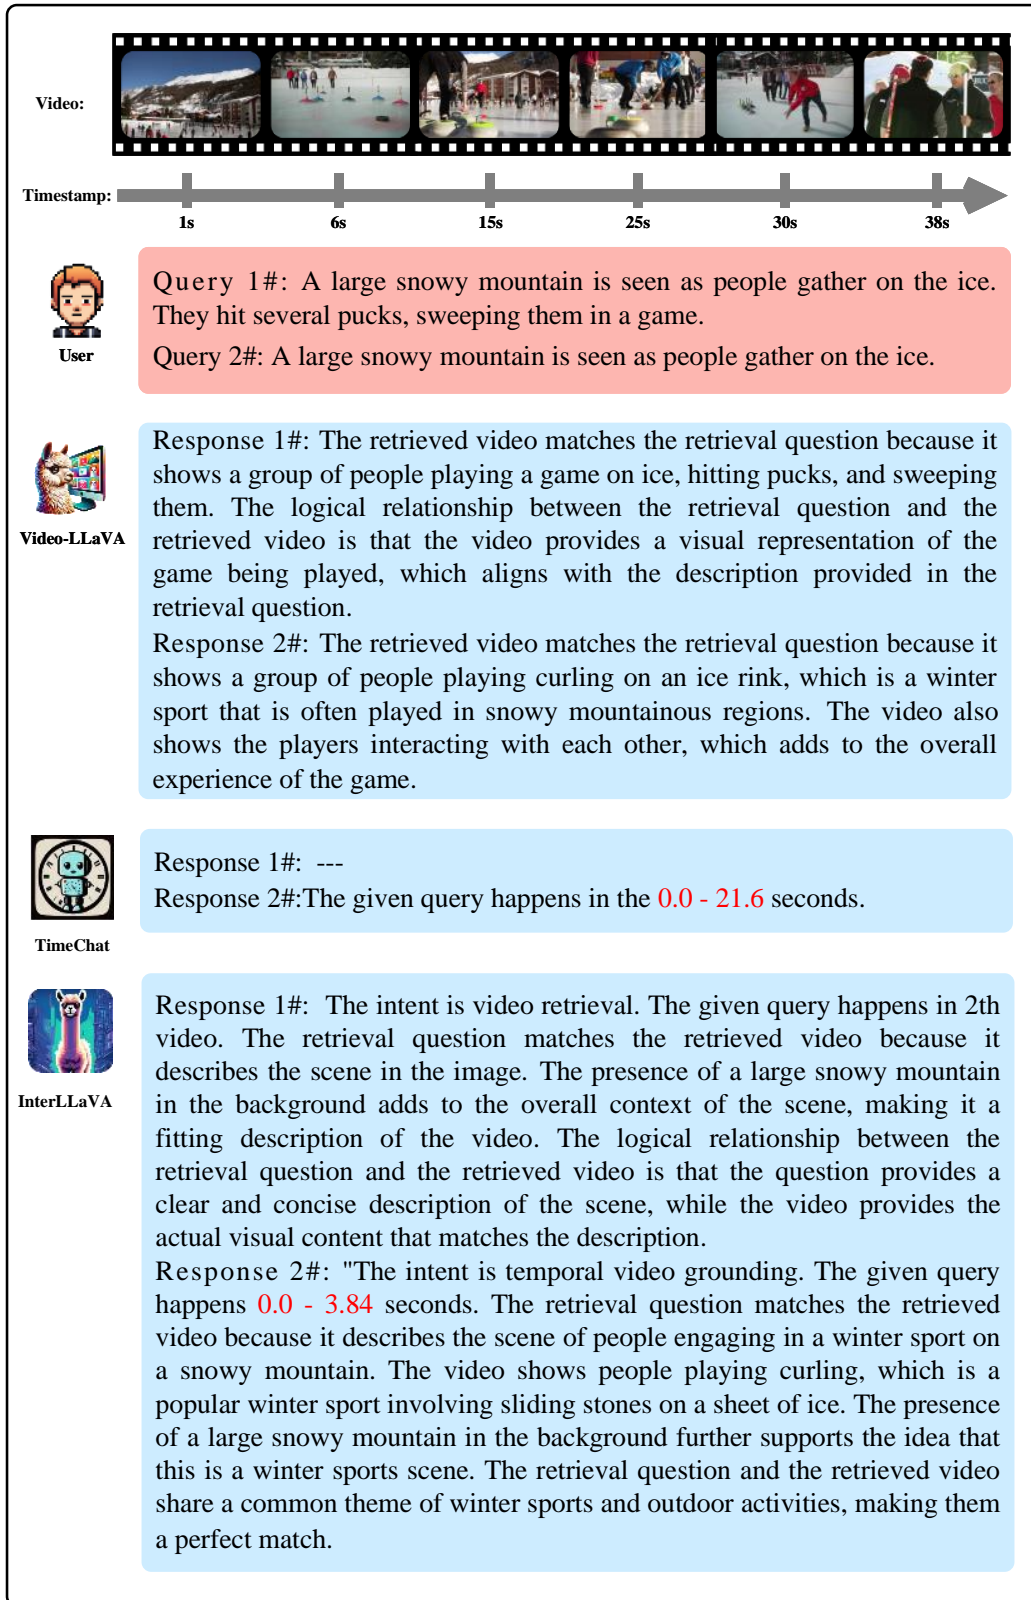 Video:
Timestamp:
1s 6s 15s 25s 30s 38s
Query 1#: A large snowy mountain is seen as people gather on the ice.
They hit several pucks, sweeping them in a game.
Query 2#: A large snowy mountain is seen as people gather on the ice.
User
Response 1#: The retrieved video matches the retrieval question because it
shows a group of people playing a game on ice, hitting pucks, and sweeping
them. The logical relationship between the retrieval question and the
retrieved video is that the video provides a visual representation of the
game being played, which aligns with the description provided in the
retrieval question.
Response 2#: The retrieved video matches the retrieval question because it
shows a group of people playing curling on an ice rink, which is a winter
sport that is often played in snowy mountainous regions. The video also
shows the players interacting with each other, which adds to the overall
experience of the game.
Video-LLaVA
Response 1#: ---
Response 2#:The given query happens in the 0.0 - 21.6 seconds.
TimeChat
Response 1#: The intent is video retrieval. The given query happens in 2th
video. The retrieval question matches the retrieved video because it
describes the scene in the image. The presence of a large snowy mountain
in the background adds to the overall context of the scene, making it a
fitting description of the video. The logical relationship between the
retrieval question and the retrieved video is that the question provides a
clear and concise description of the scene, while the video provides the
actual visual content that matches the description.
Response 2#: "The intent is temporal video grounding. The given query
happens 0.0 - 3.84 seconds. The retrieval question matches the retrieved
video because it describes the scene of people engaging in a winter sport on
a snowy mountain. The video shows people playing curling, which is a
popular winter sport involving sliding stones on a sheet of ice. The presence
of a large snowy mountain in the background further supports the idea that
this is a winter sports scene. The retrieval question and the retrieved video
share a common theme of winter sports and outdoor activities, making them
a perfect match.
InterLLaVA